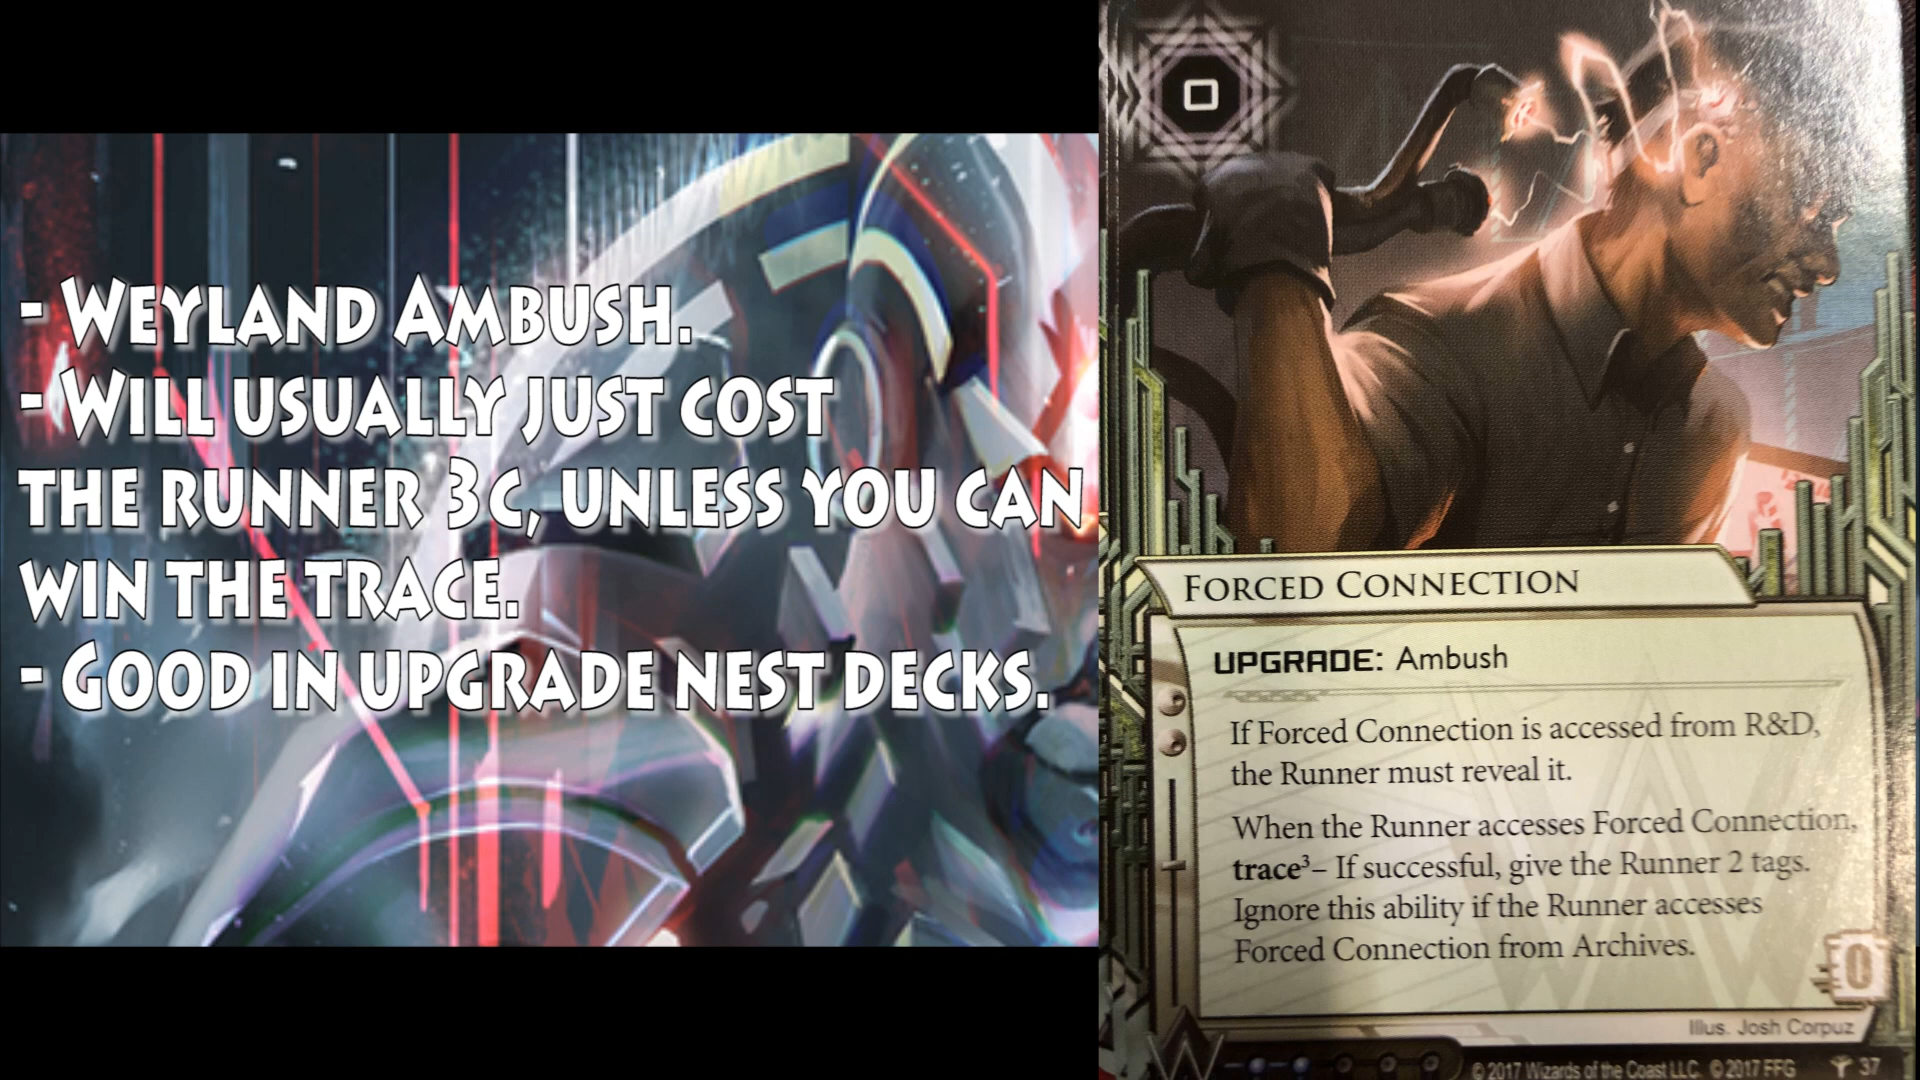 - Weyland Ambush.
- Will usually just cost
the runner 3c, unless you can
win the trace.
- Good in upgrade nest decks.
Forced Connection
UPGRADE: Ambush
If Forced Connection is accessed from R&D,
the Runner must reveal it.
When the Runner accesses Forced Connection,
trace³– If successful, give the Runner 2 tags.
Ignore this ability if the Runner accesses
Forced Connection from Archives.
0
Illus. Josh Corpuz
© 2017 Wizards of the Coast LLC. © 2017 FFG 37